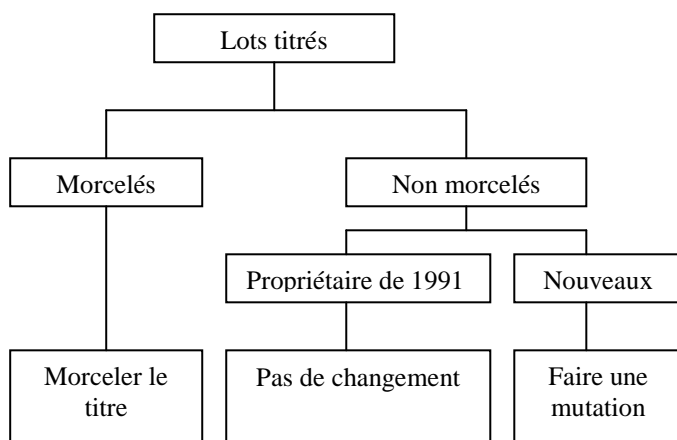 Lots titrés
Morcelés
Non morcelés
Propriétaire de 1991
Nouveaux
Morceler le
titre
Pas de changement
Faire une
mutation